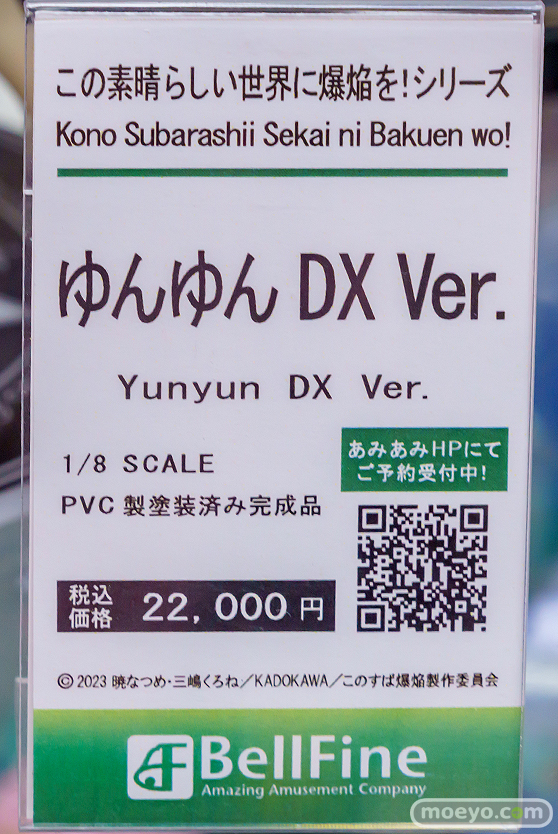 この素晴らしい世界に爆焔を!シリーズ
Kono Subarashii Sekai ni Bakuen wo!
ゆんゆん DX Ver.
Yunyun DX Ver.
1/8 SCALE
PVC製塗装済み完成品
あみあみHPにて
ご予約受付中!
税込
価格
22,000円
©2023 暁なつめ・三嶋くろね/KADOKAWA/このすば爆焔製作委員会
BellFine
Amazing Amusement Company
moeyo.com